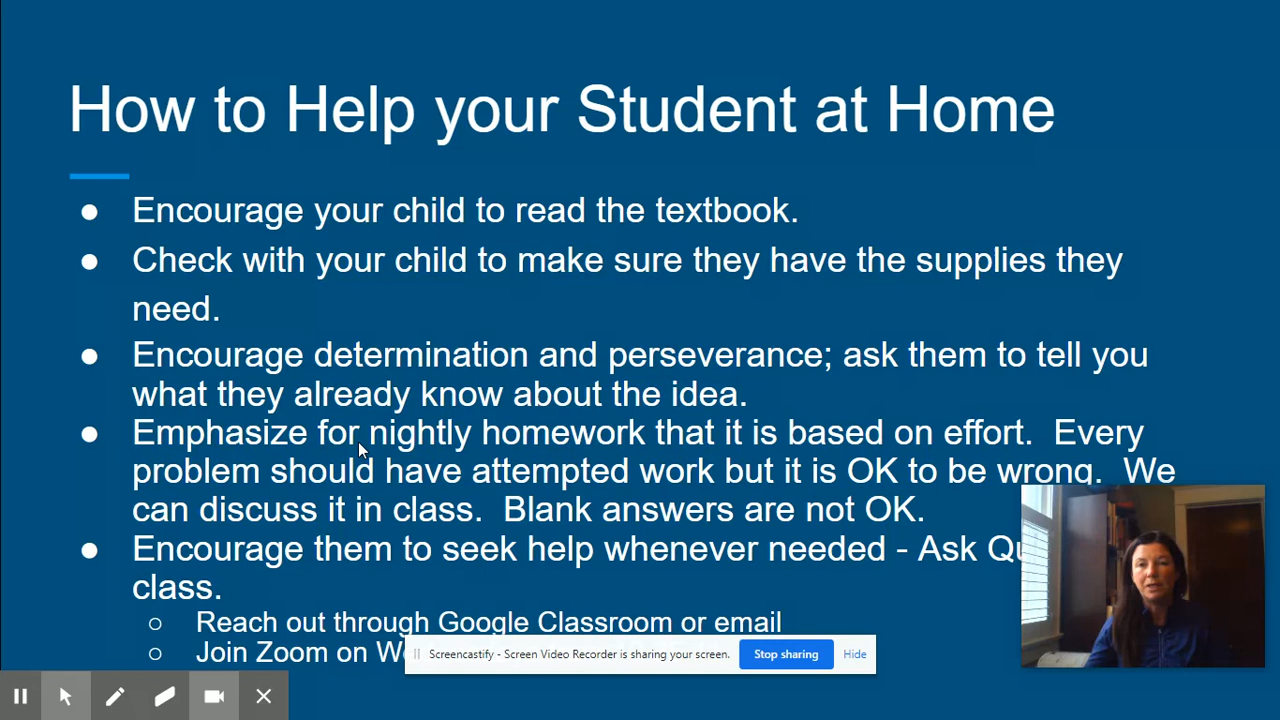 How to Help your Student at Home
● Encourage your child to read the textbook.
● Check with your child to make sure they have the supplies they
need.
● Encourage determination and perseverance; ask them to tell you
what they already know about the idea.
● Emphasize for nightly homework that it is based on effort.  Every
problem should have attempted work but it is OK to be wrong.  We
can discuss it in class.  Blank answers are not OK.
● Encourage them to seek help whenever needed - Ask
class.
○ Reach out through Google Classroom or email
○ Join Zoom on
Screencastify - Screen Video Recorder is sharing your screen.
Stop sharing
Hide